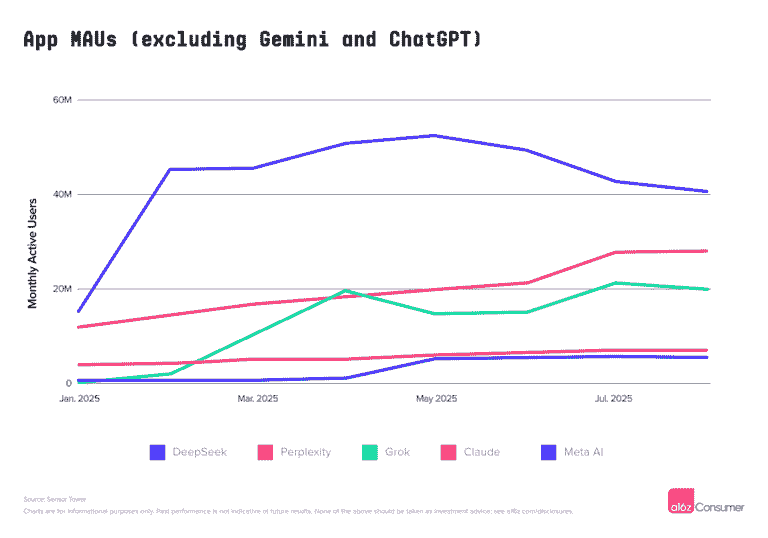 App MAUs (excluding Gemini and ChatGPT)
60M
40M
20M
0
Monthly Active Users
Jan. 2025
Mar. 2025
May 2025
Jul. 2025
DeepSeek
Perplexity
Grok
Claude
Meta AI
Source: Sensor Tower
Charts are for informational purposes only. Past performance is not indicative of future results. None of the above should be taken as investment advice; see a16z.com/disclosures.
a16z Consumer